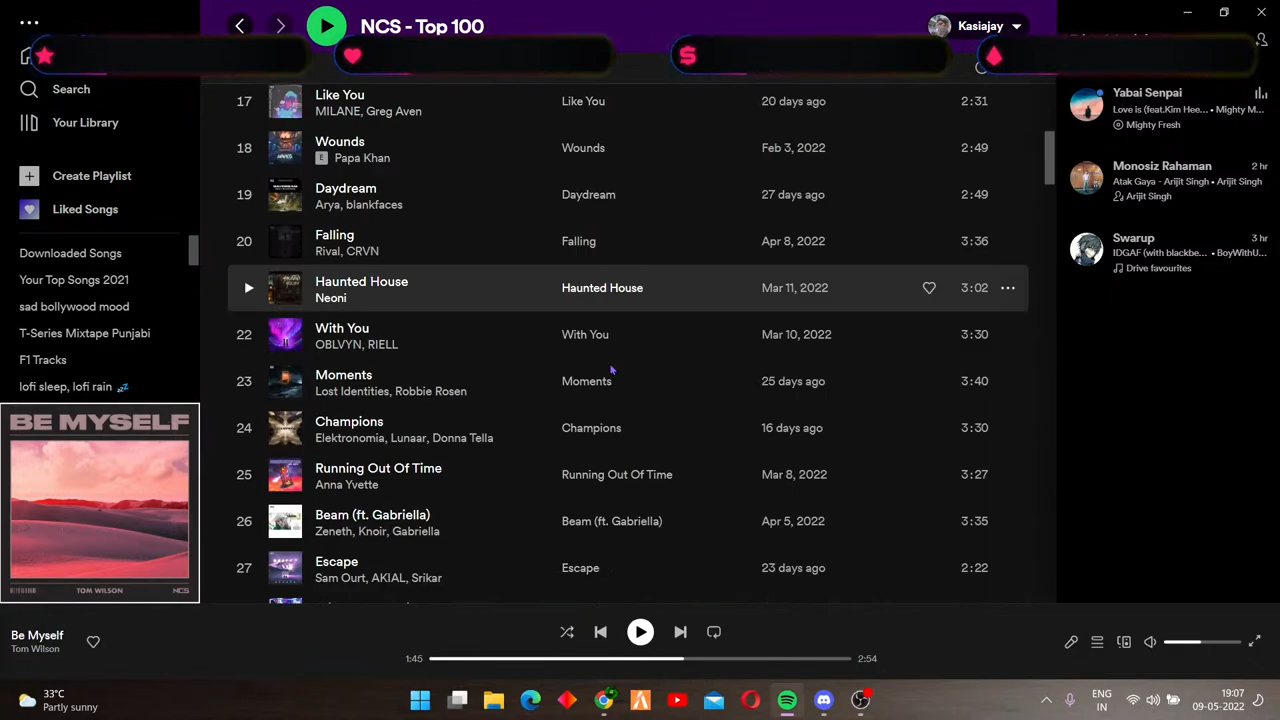 NCS - Top 100
Kasiajay
Search
Your Library
Create Playlist
Liked Songs
Downloaded Songs
Your Top Songs 2021
sad bollywood mood
T-Series Mixtape Punjabi
F1 Tracks
lofi sleep, lofi rain 💤
BE MYSELF
TOM WILSON
NCS
17 Like You Like You 20 days ago 2:31
MILANE, Greg Aven
18 Wounds Wounds Feb 3, 2022 2:49
E Papa Khan
19 Daydream Daydream 27 days ago 2:49
Arya, blankfaces
20 Falling Falling Apr 8, 2022 3:36
Rival, CRVN
Haunted House Haunted House Mar 11, 2022 3:02
Neoni
22 With You With You Mar 10, 2022 3:30
OBLVYN, RIELL
23 Moments Moments 25 days ago 3:40
Lost Identities, Robbie Rosen
24 Champions Champions 16 days ago 3:30
Elektronomia, Lunaar, Donna Tella
25 Running Out Of Time Running Out Of Time Mar 8, 2022 3:27
Anna Yvette
26 Beam (ft. Gabriella) Beam (ft. Gabriella) Apr 5, 2022 3:35
Zeneth, Knoir, Gabriella
27 Escape Escape 23 days ago 2:22
Sam Ourt, AKIAL, Srikar
Yabai Senpai
Love is (feat.Kim Hee... • Mighty M...
Mighty Fresh
Monosiz Rahaman 2 hr
Atak Gaya - Arijit Singh • Arijit Singh
Arijit Singh
Swarup 3 hr
IDGAF (with blackbe... • BoyWithU...
Drive favourites
Be Myself
Tom Wilson
1:45 2:54
33°C
Partly sunny
ENG
IN
19:07
09-05-2022